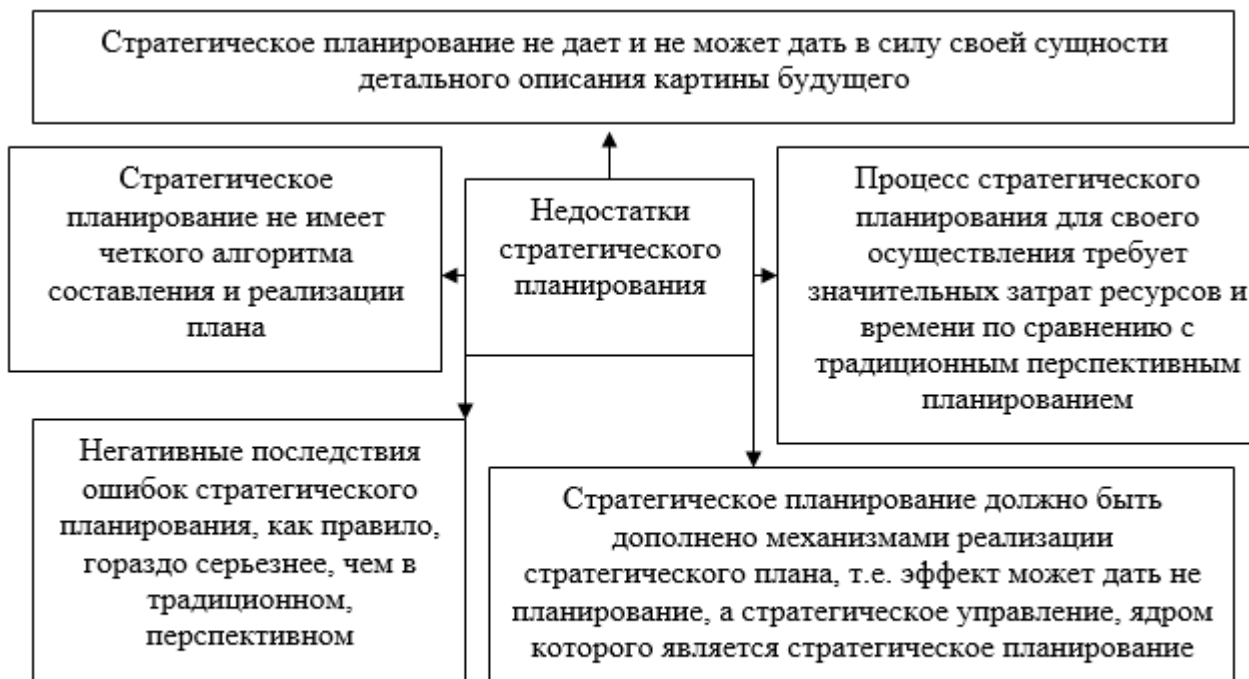 Стратегическое планирование не дает и не может дать в силу своей сущности
детального описания картины будущего
Стратегическое
планирование не имеет
четкого алгоритма
составления и реализации
плана
Недостатки
стратегического
планирования
Процесс стратегического
планирования для своего
осуществления требует
значительных затрат ресурсов и
времени по сравнению с
традиционным перспективным
планированием
Негативные последствия
ошибок стратегического
планирования, как правило,
гораздо серьезнее, чем в
традиционном,
перспективном
Стратегическое планирование должно быть
дополнено механизмами реализации
стратегического плана, т.е. эффект может дать не
планирование, а стратегическое управление, ядром
которого является стратегическое планирование